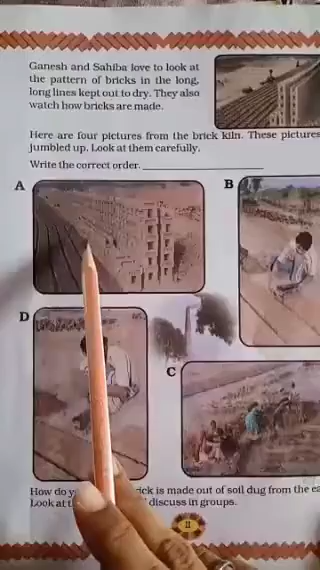 Ganesh and Sahiba love to look at
the pattern of bricks in the long,
long lines kept out to dry. They also
watch how bricks are made.
Here are four pictures from the brick kiln. These pictures
jumbled up. Look at them carefully.
Write the correct order.
A
B
D
C
How do is made out of soil dug from the
Look at discuss in groups.
11